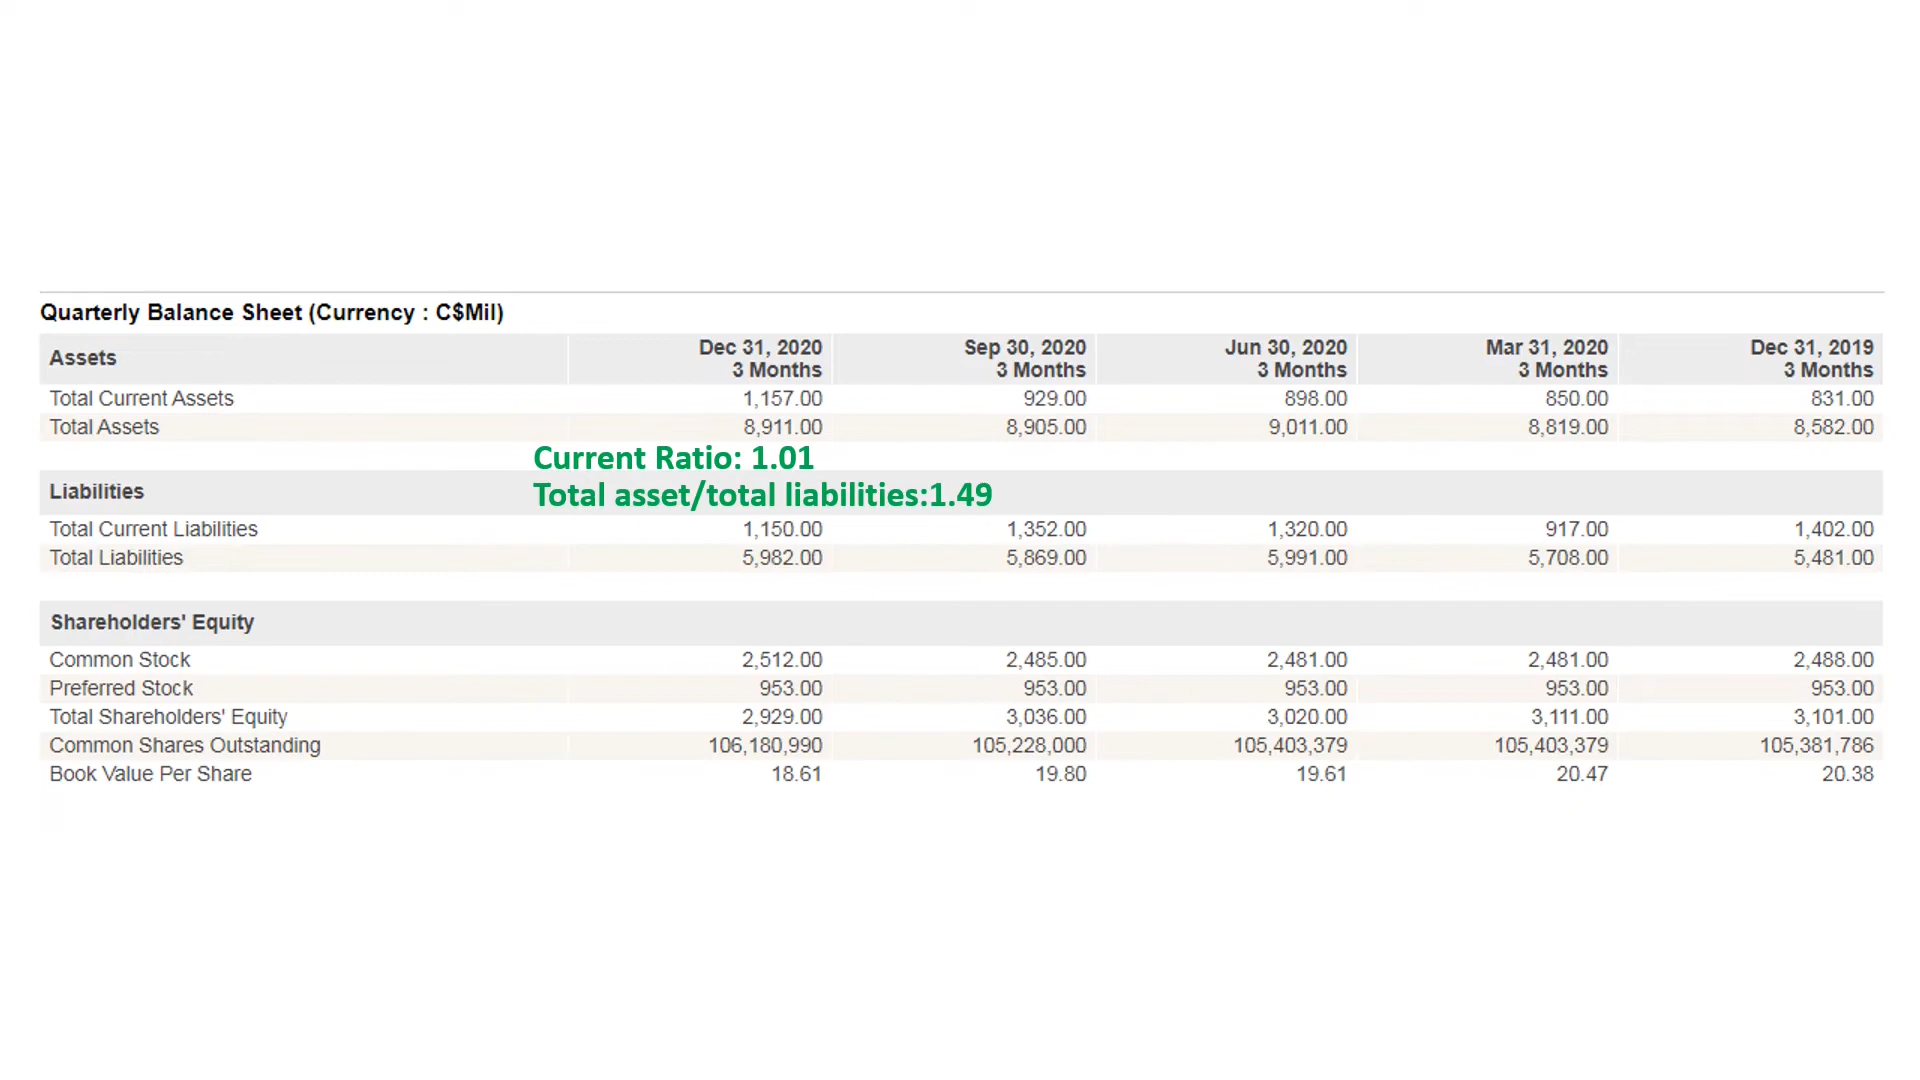 Quarterly Balance Sheet (Currency : C$Mil)
Assets Dec 31, 2020 3 Months Sep 30, 2020 3 Months Jun 30, 2020 3 Months Mar 31, 2020 3 Months Dec 31, 2019 3 Months
Total Current Assets 1,157.00 929.00 898.00 850.00 831.00
Total Assets 8,911.00 8,905.00 9,011.00 8,819.00 8,582.00
Current Ratio: 1.01
Liabilities Total asset/total liabilities:1.49
Total Current Liabilities 1,150.00 1,352.00 1,320.00 917.00 1,402.00
Total Liabilities 5,982.00 5,869.00 5,991.00 5,708.00 5,481.00
Shareholders' Equity
Common Stock 2,512.00 2,485.00 2,481.00 2,481.00 2,488.00
Preferred Stock 953.00 953.00 953.00 953.00 953.00
Total Shareholders' Equity 2,929.00 3,036.00 3,020.00 3,111.00 3,101.00
Common Shares Outstanding 106,180,990 105,228,000 105,403,379 105,403,379 105,381,786
Book Value Per Share 18.61 19.80 19.61 20.47 20.38